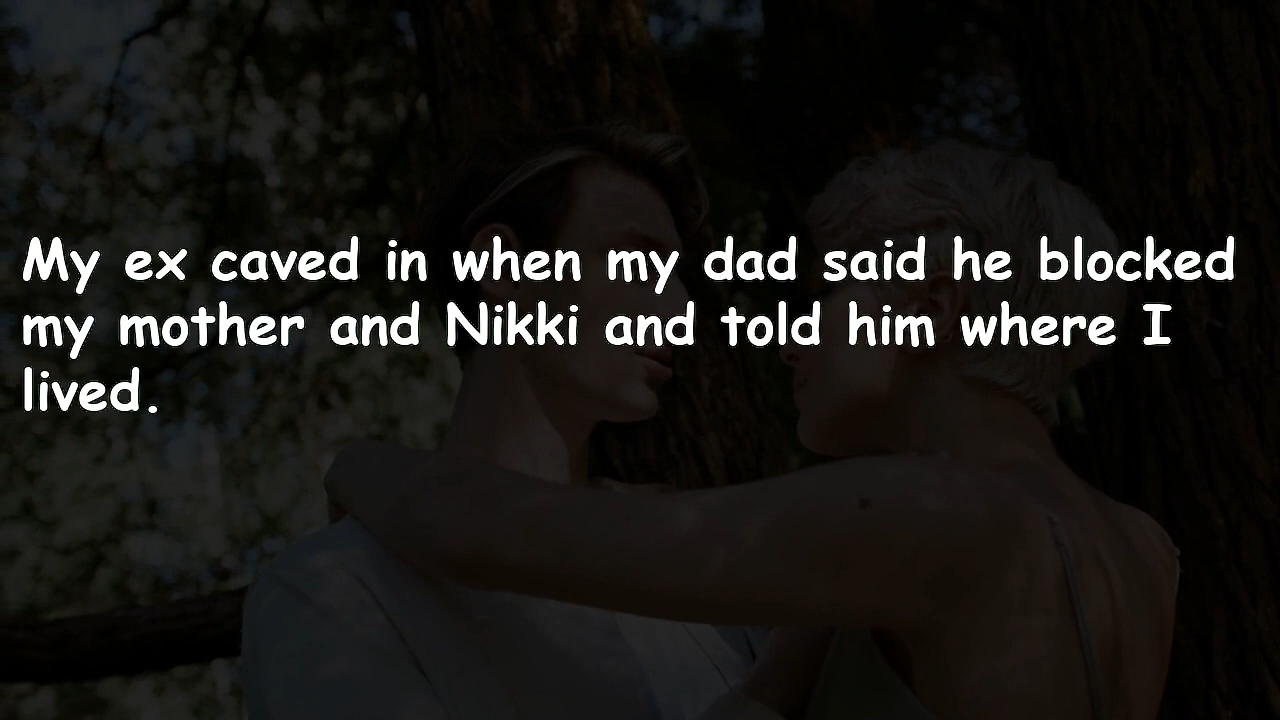 My ex caved in when my dad said he blocked
my mother and Nikki and told him where I
lived.